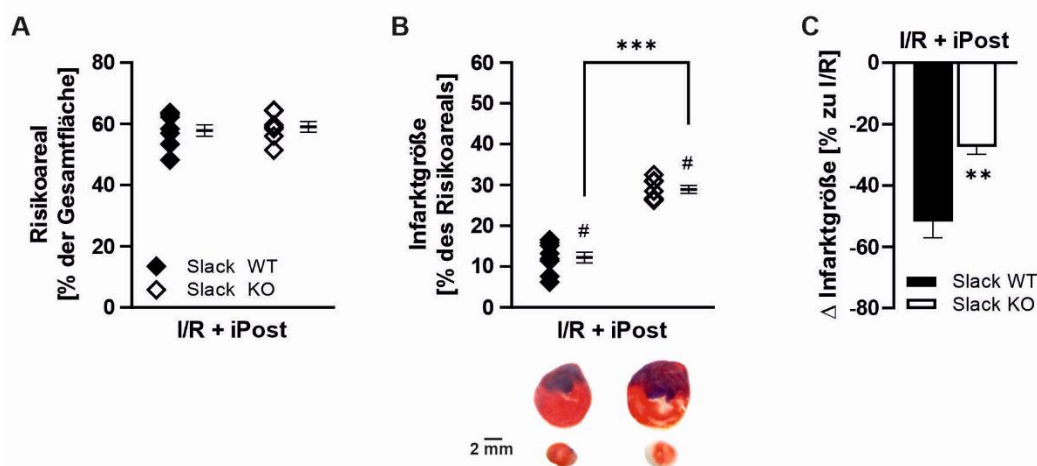 A
Risikoareal
[% der Gesamtfläche]
80
60
40
20
0
Slack WT
Slack KO
I/R + iPost
B
Infarktgröße
[% des Risikoareals]
60
50
40
30
20
10
0
***
#
#
I/R + iPost
2 mm
C
I/R + iPost
Δ Infarktgröße [% zu I/R]
0
-20
-40
-60
-80
**
Slack WT
Slack KO